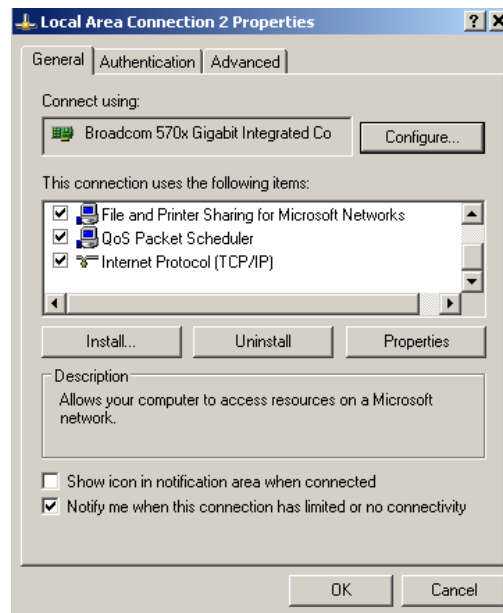 Local Area Connection 2 Properties
General Authentication Advanced
Connect using:
Broadcom 570x Gigabit Integrated Co Configure...
This connection uses the following items:
File and Printer Sharing for Microsoft Networks
QoS Packet Scheduler
Internet Protocol (TCP/IP)
Install... Uninstall Properties
Description
Allows your computer to access resources on a Microsoft
network.
Show icon in notification area when connected
Notify me when this connection has limited or no connectivity
OK Cancel